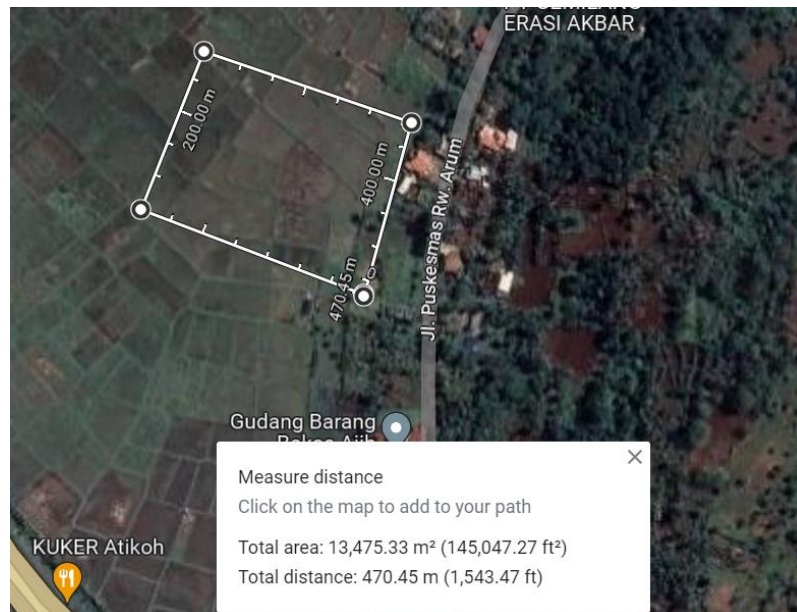 ERASI AKBAR
200.00 m
400.00 m
470.45 m
Jl. Puskesmas Rw. Arum
Gudang Barang
KUKER Atikoh
Measure distance
Click on the map to add to your path
Total area: 13,475.33 m² (145,047.27 ft²)
Total distance: 470.45 m (1,543.47 ft)